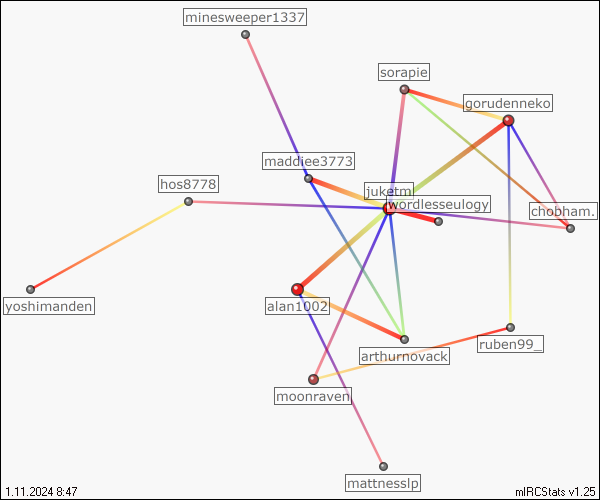 minesweeper1337
sorapie
gorudenneko
maddiee3773
hos8778
juketm
wordlesseulogy
chobham.
yoshimanden
alan1002
ruben99_
arthurnovack
moonraven
mattnesslp
1.11.2024 8:47
mIRCStats v1.25